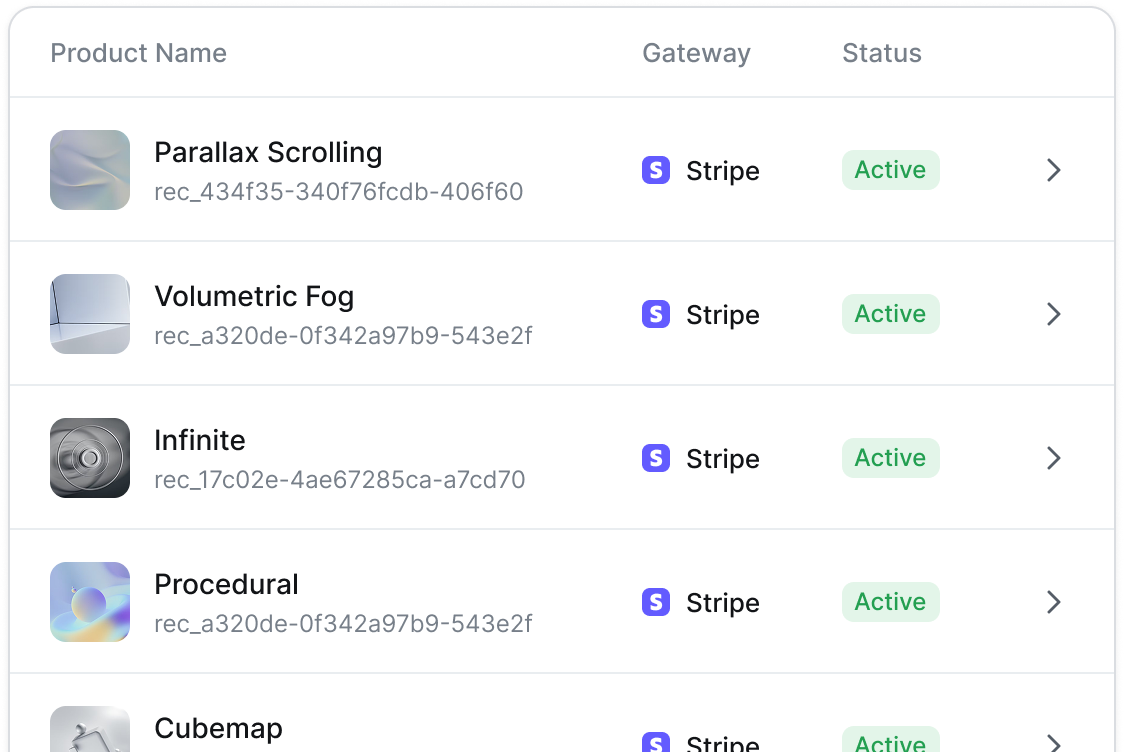 Product Name Gateway Status
Parallax Scrolling
rec_434f35-340f76fcdb-406f60
S Stripe Active
Volumetric Fog
rec_a320de-0f342a97b9-543e2f
S Stripe Active
Infinite
rec_17c02e-4ae67285ca-a7cd70
S Stripe Active
Procedural
rec_a320de-0f342a97b9-543e2f
S Stripe Active
Cubemap
S Stripe Active